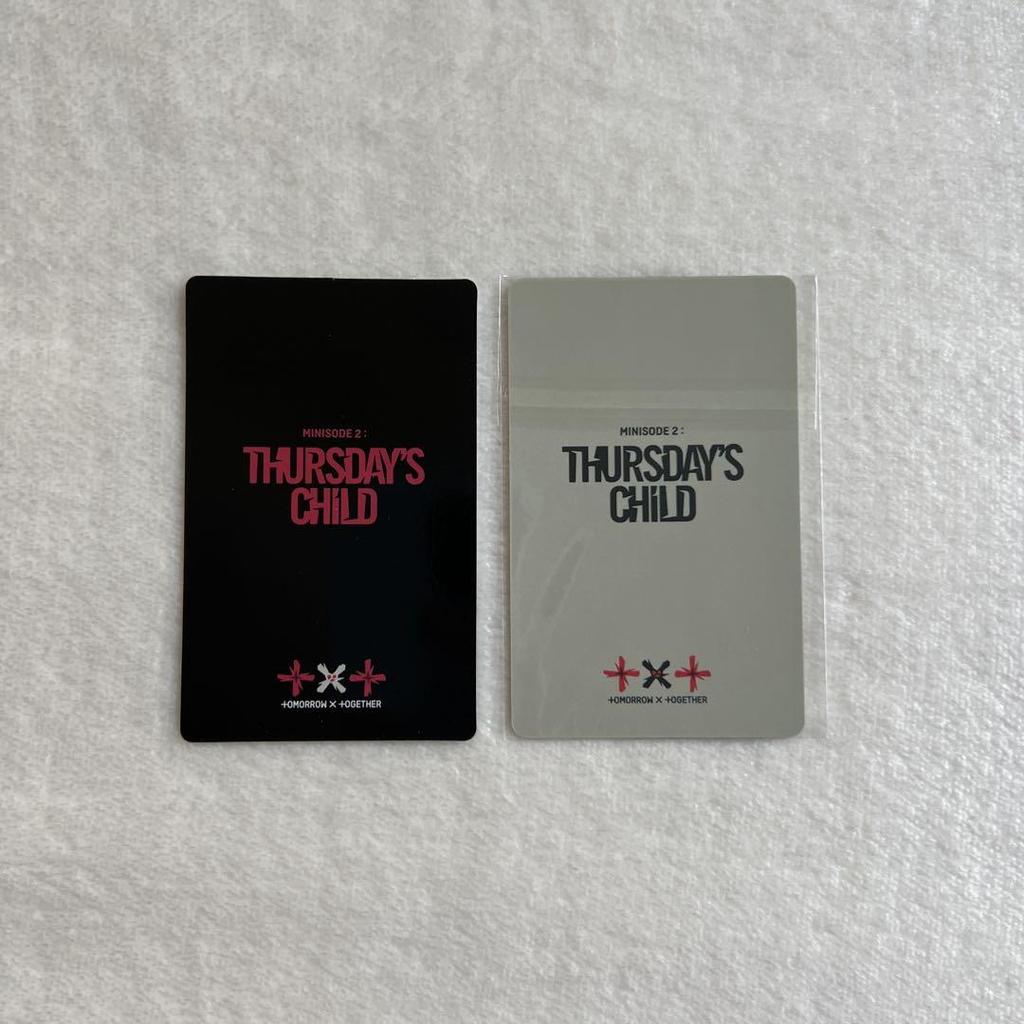 MINISODE 2 :
THURSDAY'S
CHiLD
TOMORROW X TOGETHER
MINISODE 2 :
THURSDAY'S
CHiLD
TOMORROW X TOGETHER